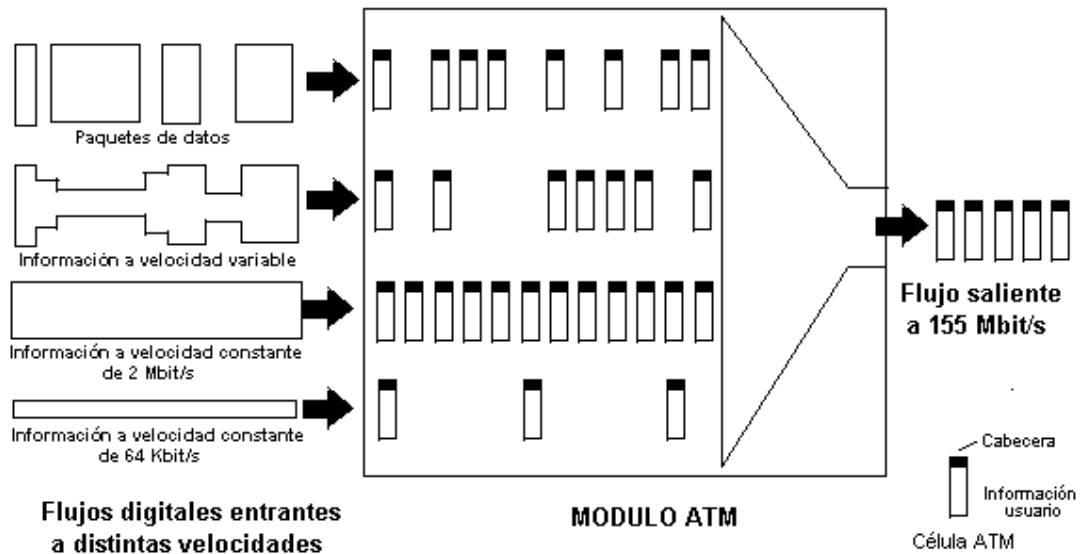 Paquetes de datos
Información a velocidad variable
Información a velocidad constante
de 2 Mbit/s
Información a velocidad constante
de 64 Kbit/s
Flujos digitales entrantes
a distintas velocidades
MODULO ATM
Flujo saliente
a 155 Mbit/s
Cabecera
Información
usuario
Célula ATM